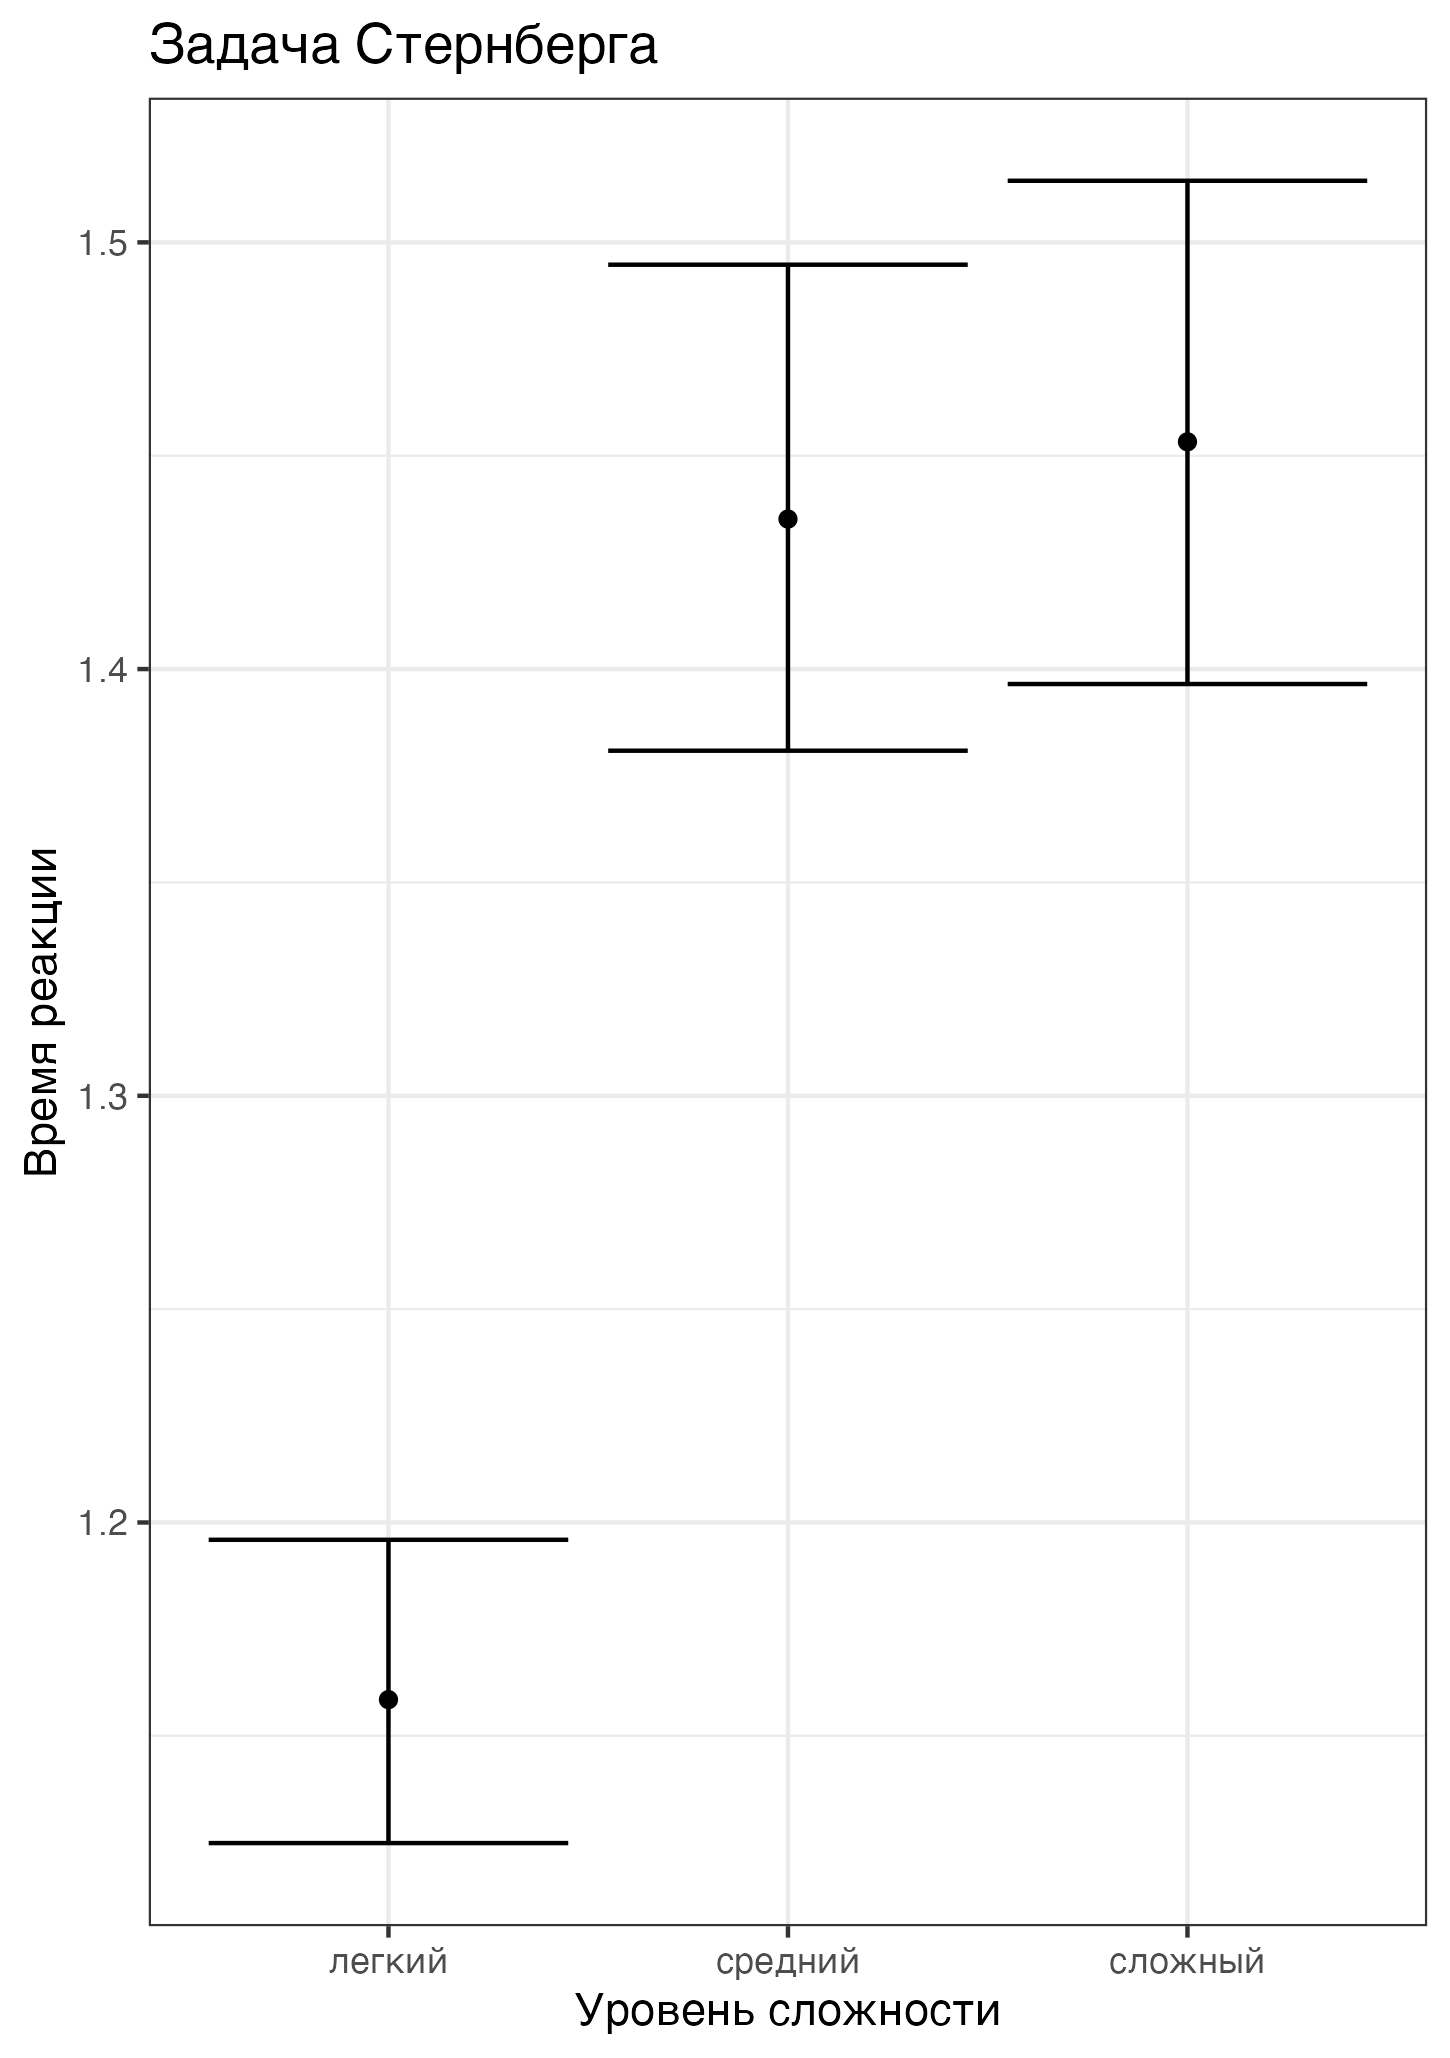 Задача Стернберга
1.5
1.4
1.3
1.2
Время реакции
легкий средний сложный
Уровень сложности